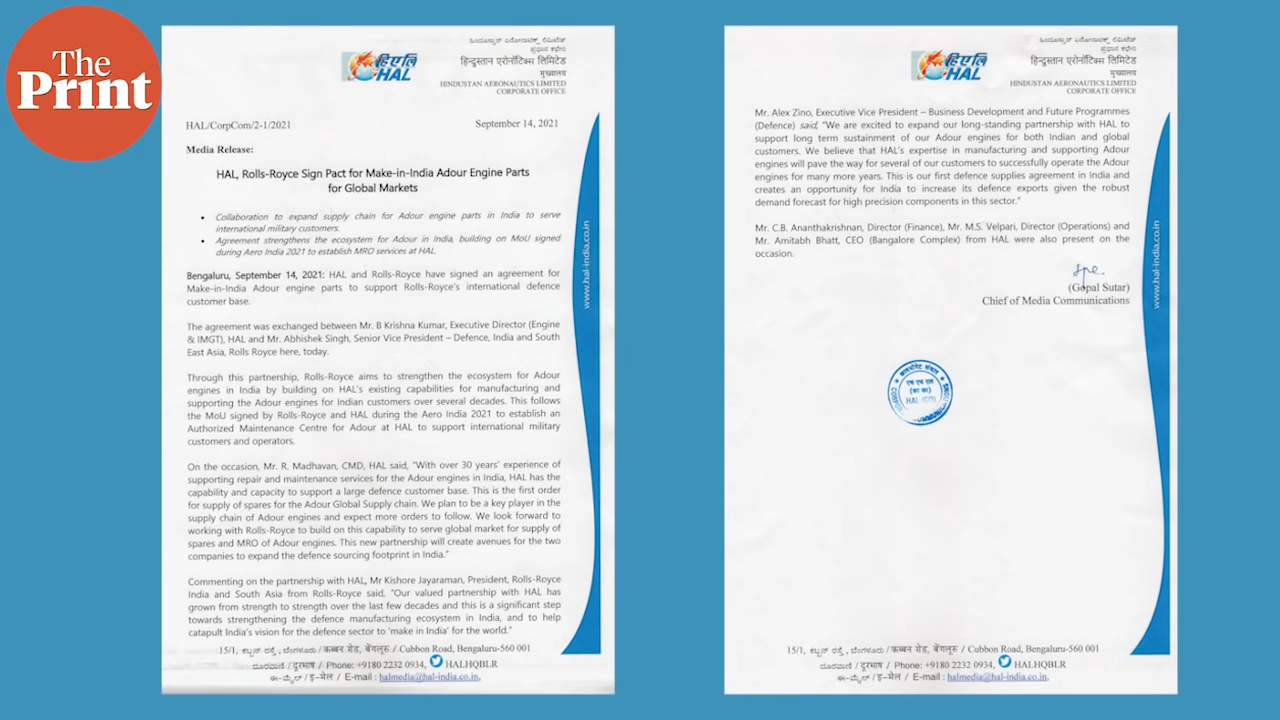 The
Print
ಹಿಂದೂಸ್ಥಾನ್ ಏರೋನಾಟಿಕ್ಸ್ ಲಿಮಿಟೆಡ್
ಪ್ರಧಾನ ಕಛೇರಿ
हिन्दुस्तान एरोनॉटिक्स लिमिटेड
मुख्यालय
HINDUSTAN AERONAUTICS LIMITED
CORPORATE OFFICE
हिएलि
HAL
HAL/CorpCom/2-1/2021
September 14, 2021
Media Release:
HAL, Rolls-Royce Sign Pact for Make-in-India Adour Engine Parts
for Global Markets
• Collaboration to expand supply chain for Adour engine parts in India to serve
international military customers.
• Agreement strengthens the ecosystem for Adour in India, building on MoU signed
during Aero India 2021 to establish MRO services at HAL.
Bengaluru, September 14, 2021: HAL and Rolls-Royce have signed an agreement for
Make-in-India Adour engine parts to support Rolls-Royce's international defence
customer base.
The agreement was exchanged between Mr. B Krishna Kumar, Executive Director (Engine
& IMGT), HAL and Mr. Abhishek Singh, Senior Vice President – Defence, India and South
East Asia, Rolls Royce here, today.
Through this partnership, Rolls-Royce aims to strengthen the ecosystem for Adour
engines in India by building on HAL's existing capabilities for manufacturing and
supporting the Adour engines for Indian customers over several decades. This follows
the MoU signed by Rolls-Royce and HAL during the Aero India 2021 to establish an
Authorized Maintenance Centre for Adour at HAL to support international military
customers and operators.
On the occasion, Mr. R. Madhavan, CMD, HAL said, "With over 30 years' experience of
supporting repair and maintenance services for the Adour engines in India, HAL has the
capability and capacity to support a large defence customer base. This is the first order
for supply of spares for the Adour Global Supply chain. We plan to be a key player in the
supply chain of Adour engines and expect more orders to follow. We look forward to
working with Rolls-Royce to build on this capability to serve global market for supply of
spares and MRO of Adour engines. This new partnership will create avenues for the two
companies to expand the defence sourcing footprint in India."
Commenting on the partnership with HAL, Mr Kishore Jayaraman, President, Rolls-Royce
India and South Asia from Rolls-Royce said, "Our valued partnership with HAL has
grown from strength to strength over the last few decades and this is a significant step
towards strengthening the defence manufacturing ecosystem in India, and to help
catapult India's vision for the defence sector to 'make in India' for the world."
www.hal-india.co.in
15/1, ಕಬ್ಬನ್ ರಸ್ತೆ, ಬೆಂಗಳೂರು / कब्बन रोड, बेंगलूरु / Cubbon Road, Bengaluru-560 001
ದೂರವಾಣಿ / दूरभाष / Phone: +9180 2232 0934, HALHQBLR
ಈ-ಮೈಲ್ / इ-मेल / E-mail : halmedia@hal-india.co.in,
ಹಿಂದೂಸ್ಥಾನ್ ಏರೋನಾಟಿಕ್ಸ್ ಲಿಮಿಟೆಡ್
ಪ್ರಧಾನ ಕಛೇರಿ
हिन्दुस्तान एरोनॉटिक्स लिमिटेड
मुख्यालय
HINDUSTAN AERONAUTICS LIMITED
CORPORATE OFFICE
हिएलि
HAL
Mr. Alex Zino, Executive Vice President – Business Development and Future Programmes
(Defence) said, "We are excited to expand our long-standing partnership with HAL to
support long term sustainment of our Adour engines for both Indian and global
customers. We believe that HAL's expertise in manufacturing and supporting Adour
engines will pave the way for several of our customers to successfully operate the Adour
engines for many more years. This is our first defence supplies agreement in India and
creates an opportunity for India to increase its defence exports given the robust
demand forecast for high precision components in this sector."
Mr. C.B. Ananthakrishnan, Director (Finance), Mr. M.S. Velpari, Director (Operations) and
Mr. Amitabh Bhatt, CEO (Bangalore Complex) from HAL were also present on the
occasion.
(Gopal Sutar)
Chief of Media Communications
HAL
www.hal-india.co.in
15/1, ಕಬ್ಬನ್ ರಸ್ತೆ, ಬೆಂಗಳೂರು / कब्बन रोड, बेंगलूरु / Cubbon Road, Bengaluru-560 001
ದೂರವಾಣಿ / दूरभाष / Phone: +9180 2232 0934, HALHQBLR
ಈ-ಮೈಲ್ / इ-मेल / E-mail : halmedia@hal-india.co.in,